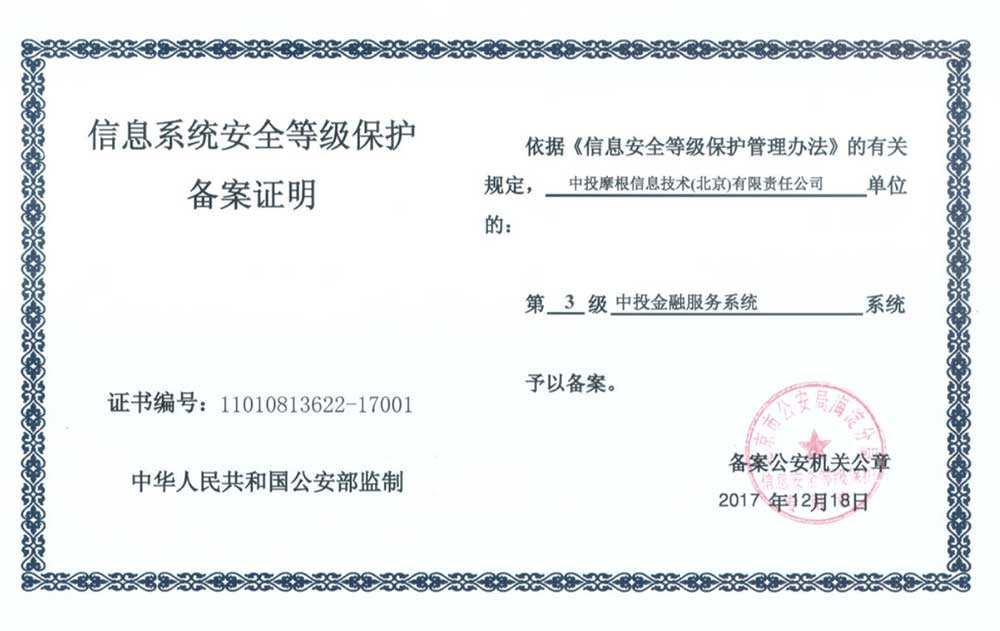 信息系统安全等级保护
备案证明
证书编号：11010813622-17001
中华人民共和国公安部监制
依据《信息安全等级保护管理办法》的有关
规定，中投摩根信息技术(北京)有限责任公司单位
的：
第 3 级 中投金融服务系统 系统
予以备案。
京市公安局海淀分
备案公安机关公章
信息安全等级保护
2017 年12月18日